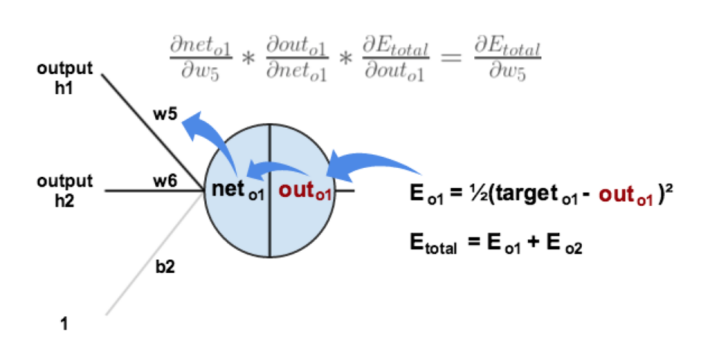 ∂net_o1/∂w₅ * ∂out_o1/∂net_o1 * ∂E_total/∂out_o1 = ∂E_total/∂w₅
output
h1
w5
output
h2
w6
net o1 out o1
E o1 = ½(target o1 - out o1 )²
E total = E o1 + E o2
b2
1